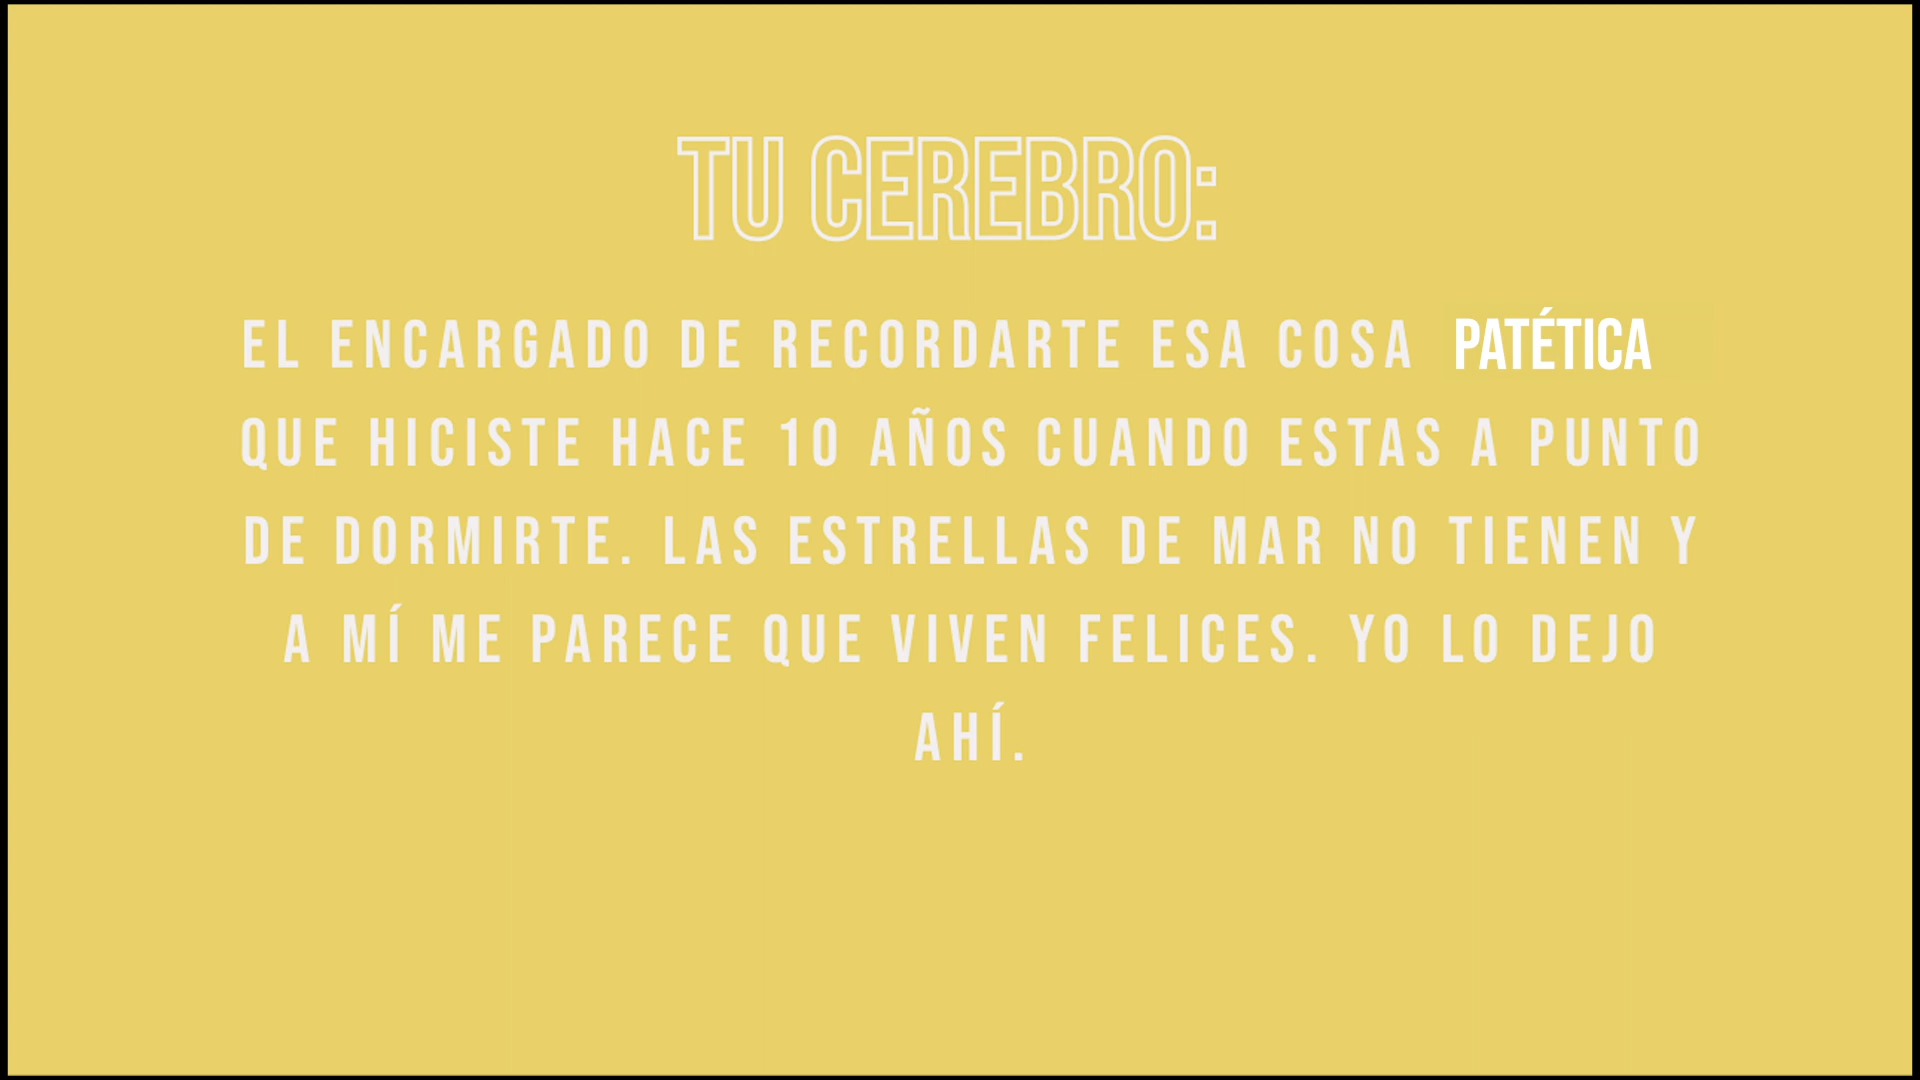 TU CEREBRO:
EL ENCARGADO DE RECORDARTE ESA COSA PATÉTICA
QUE HICISTE HACE 10 AÑOS CUANDO ESTAS A PUNTO
DE DORMIRTE. LAS ESTRELLAS DE MAR NO TIENEN Y
A MÍ ME PARECE QUE VIVEN FELICES. YO LO DEJO
AHÍ.